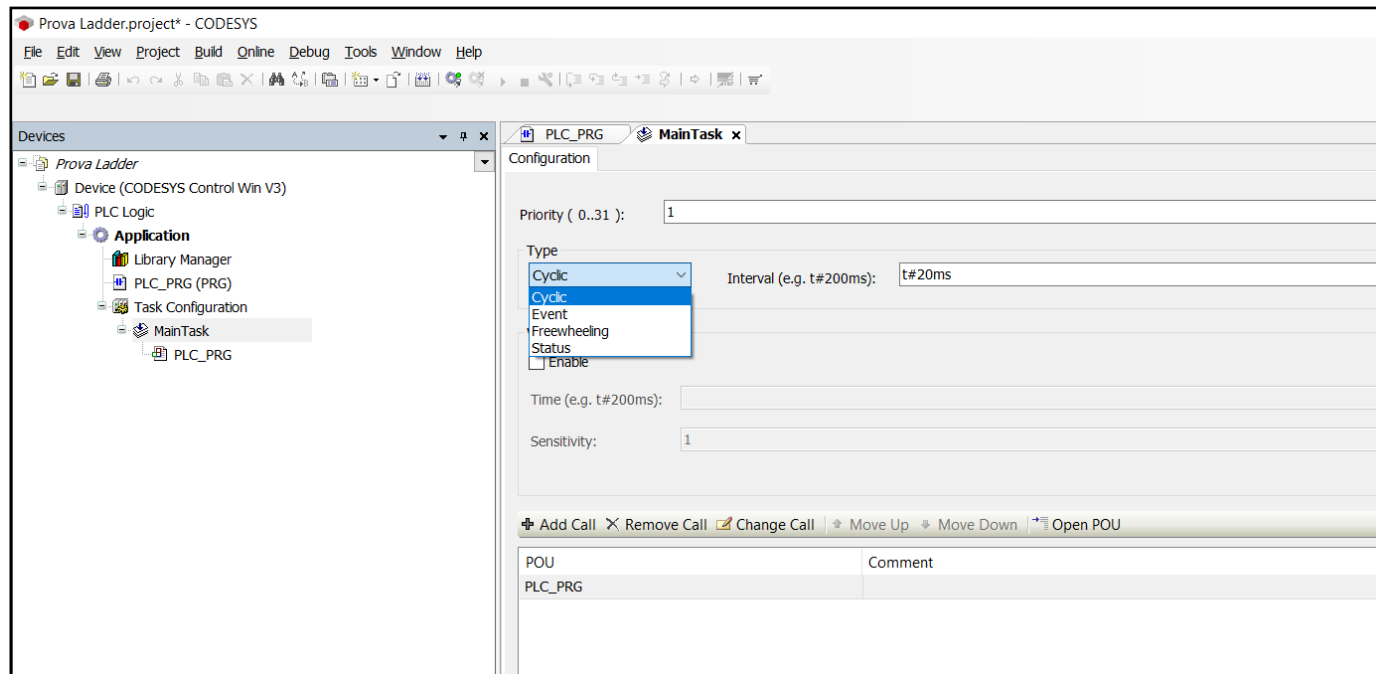 Prova Ladder.project* - CODESYS
File Edit View Project Build Online Debug Tools Window Help
Devices
Prova Ladder
Device (CODESYS Control Win V3)
PLC Logic
Application
Library Manager
PLC_PRG (PRG)
Task Configuration
MainTask
PLC_PRG
PLC_PRG MainTask
Configuration
Priority ( 0..31 ): 1
Type
Cyclic Interval (e.g. t#200ms): t#20ms
Cyclic
Event
Freewheeling
Status
Enable
Time (e.g. t#200ms):
Sensitivity: 1
Add Call Remove Call Change Call Move Up Move Down Open POU
POU Comment
PLC_PRG